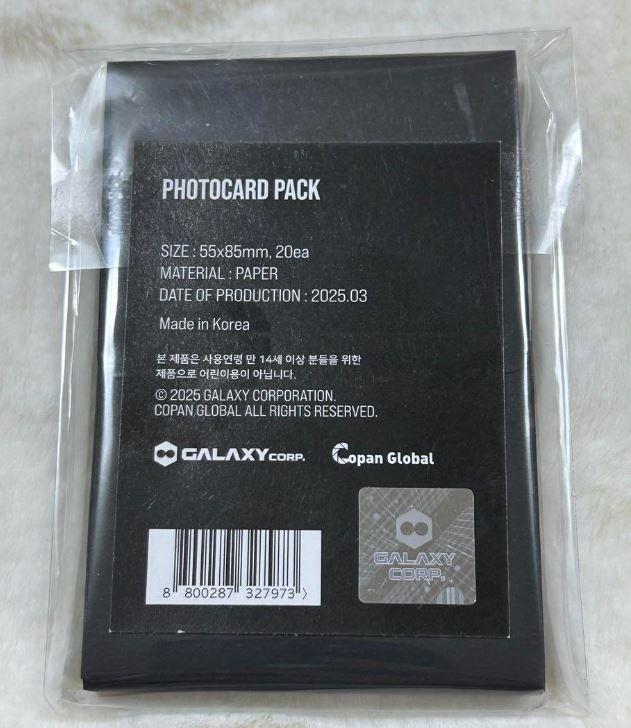 PHOTOCARD PACK
SIZE : 55x85mm, 20ea
MATERIAL : PAPER
DATE OF PRODUCTION : 2025.03
Made in Korea
본 제품은 사용연령 만 14세 이상 분들을 위한
제품으로 어린이용이 아닙니다.
© 2025 GALAXY CORPORATION.
COPAN GLOBAL ALL RIGHTS RESERVED.
GALAXY CORP. Copan Global
GALAXY
CORP.
8 800287 327973 >